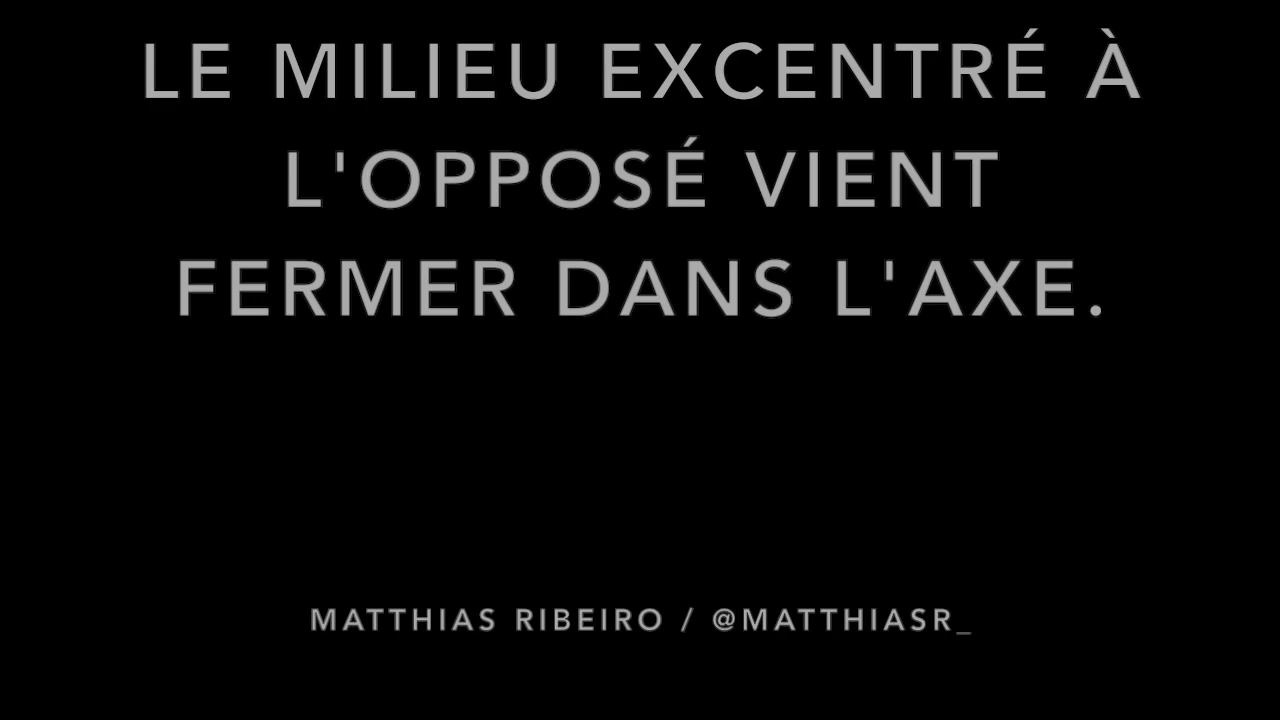 LE MILIEU EXCENTRÉ À
L'OPPOSÉ VIENT
FERMER DANS L'AXE.
MATTHIAS RIBEIRO / @MATTHIASR_